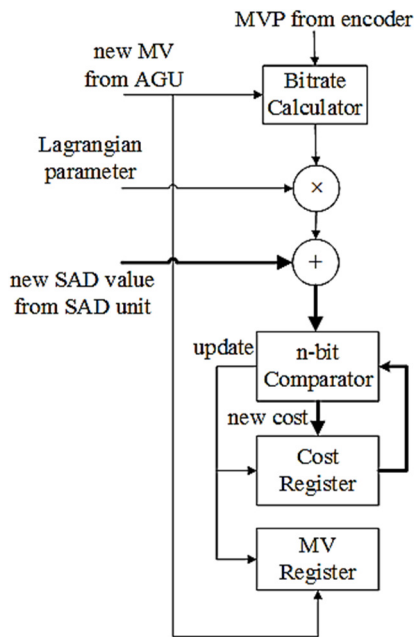 MVP from encoder
new MV
from AGU
Bitrate
Calculator
Lagrangian
parameter
×
+
new SAD value
from SAD unit
update
n-bit
Comparator
new cost
Cost
Register
MV
Register